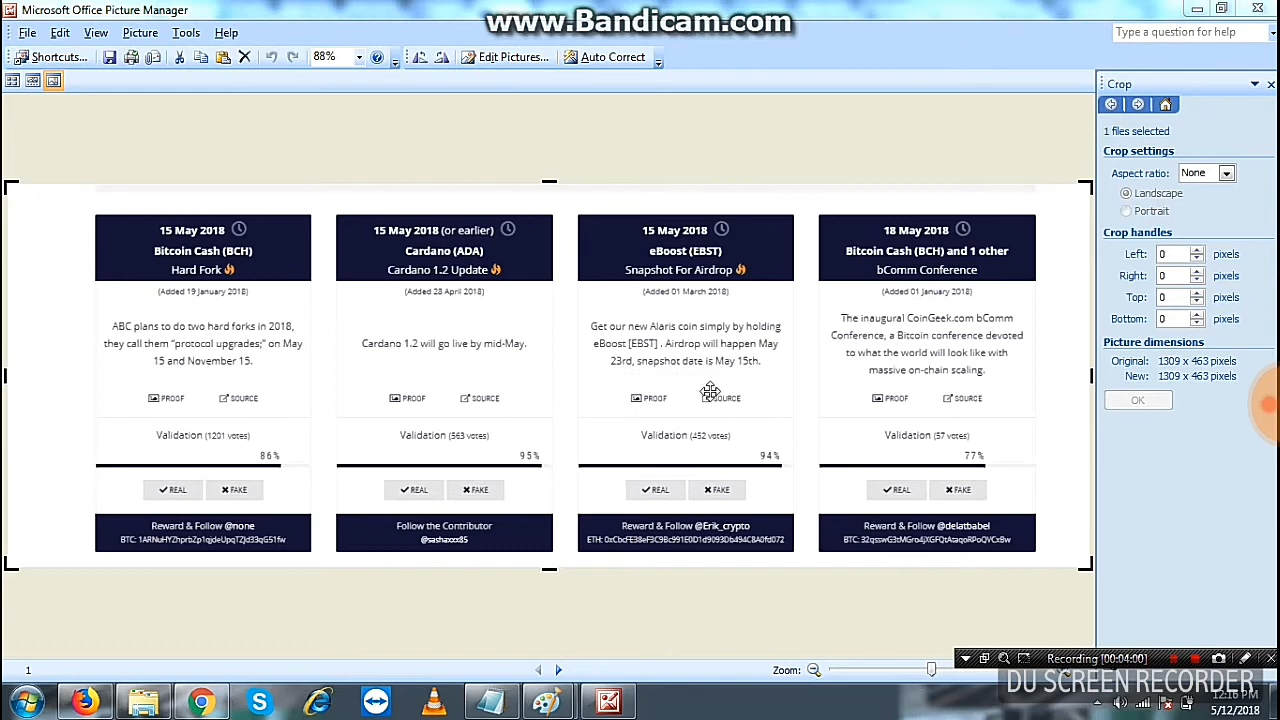 Microsoft Office Picture Manager
www.Bandicam.com
File Edit View Picture Tools Help
Type a question for help
Shortcuts...
88%
Edit Pictures...
Auto Correct
Crop
1 files selected
Crop settings
Aspect ratio: None
Landscape
Portrait
Crop handles
Left: 0 pixels
Right: 0 pixels
Top: 0 pixels
Bottom: 0 pixels
Picture dimensions
Original: 1309 x 463 pixels
New: 1309 x 463 pixels
OK
15 May 2018
Bitcoin Cash (BCH)
Hard Fork
(Added 19 January 2018)
ABC plans to do two hard forks in 2018,
they call them "protocol upgrades;" on May
15 and November 15.
PROOF SOURCE
Validation (1201 votes)
86%
REAL FAKE
Reward & Follow @none
BTC:
15 May 2018 (or earlier)
Cardano (ADA)
Cardano 1.2 Update
(Added 28 April 2018)
Cardano 1.2 will go live by mid-May.
PROOF SOURCE
Validation (563 votes)
95%
REAL FAKE
Follow the Contributor
@sashaxxx85
15 May 2018
eBoost (EBST)
Snapshot For Airdrop
(Added 01 March 2018)
Get our new Alaris coin simply by holding
eBoost [EBST] . Airdrop will happen May
23rd, snapshot date is May 15th.
PROOF SOURCE
Validation (452 votes)
94%
REAL FAKE
Reward & Follow @Erik_crypto
ETH:
18 May 2018
Bitcoin Cash (BCH) and 1 other
bComm Conference
(Added 01 January 2018)
The inaugural CoinGeek.com bComm
Conference, a Bitcoin conference devoted
to what the world will look like with
massive on-chain scaling.
PROOF SOURCE
Validation (57 votes)
77%
REAL FAKE
Reward & Follow @delatbabel
BTC:
1
Zoom:
Recording [00:04:00]
DU SCREEN RECORDER
12:16 PM
5/12/2018